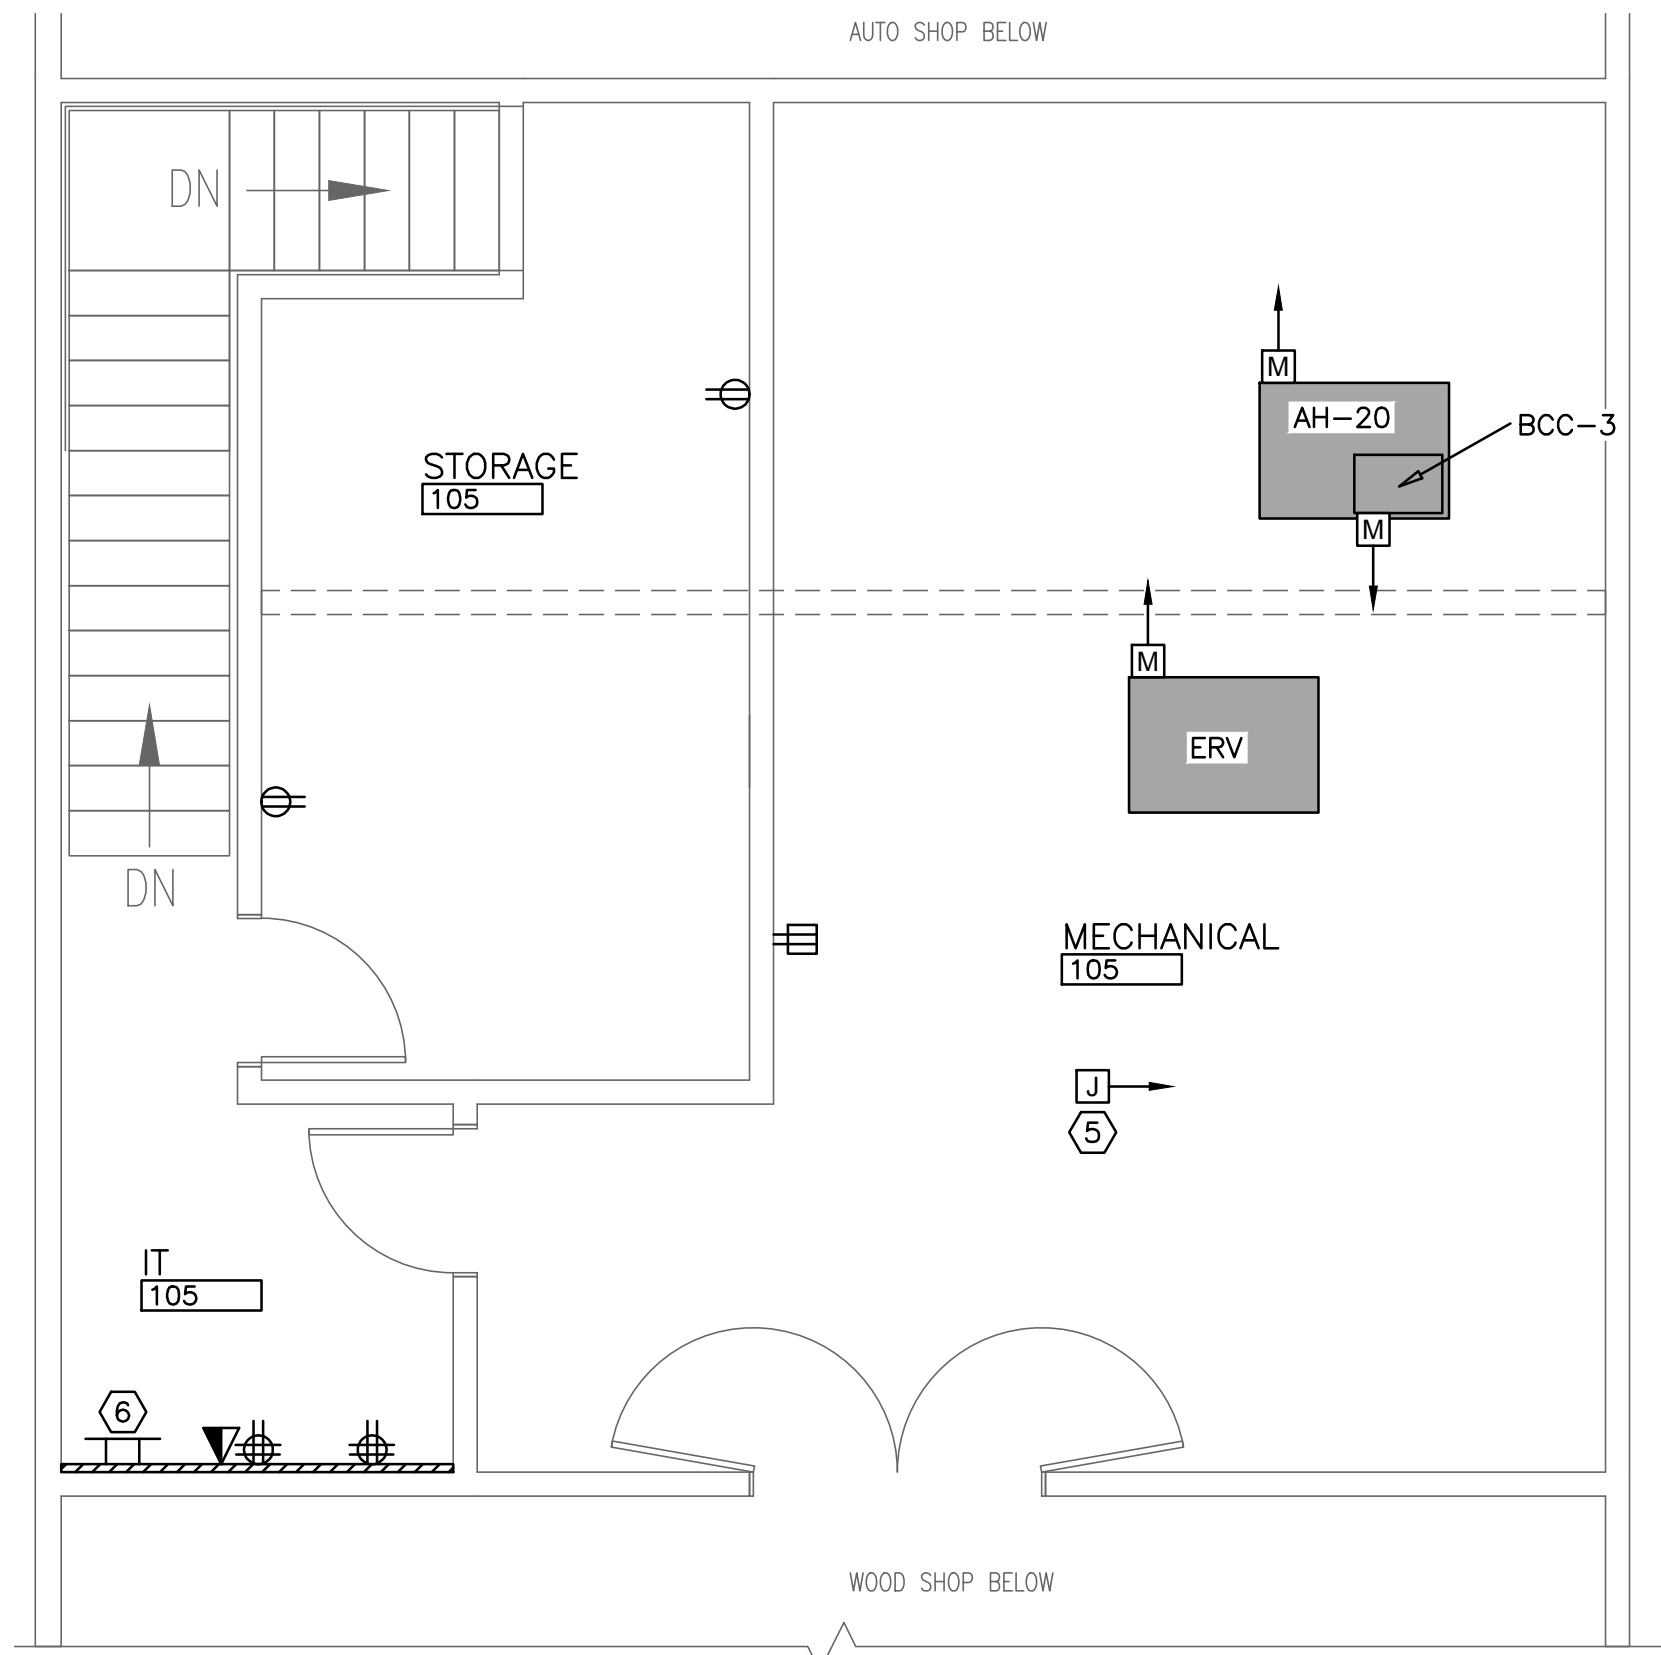 AUTO SHOP BELOW
DN
M
AH-20
BCC-3
STORAGE
105
M
M
ERV
DN
MECHANICAL
105
J
5
IT
105
6
WOOD SHOP BELOW